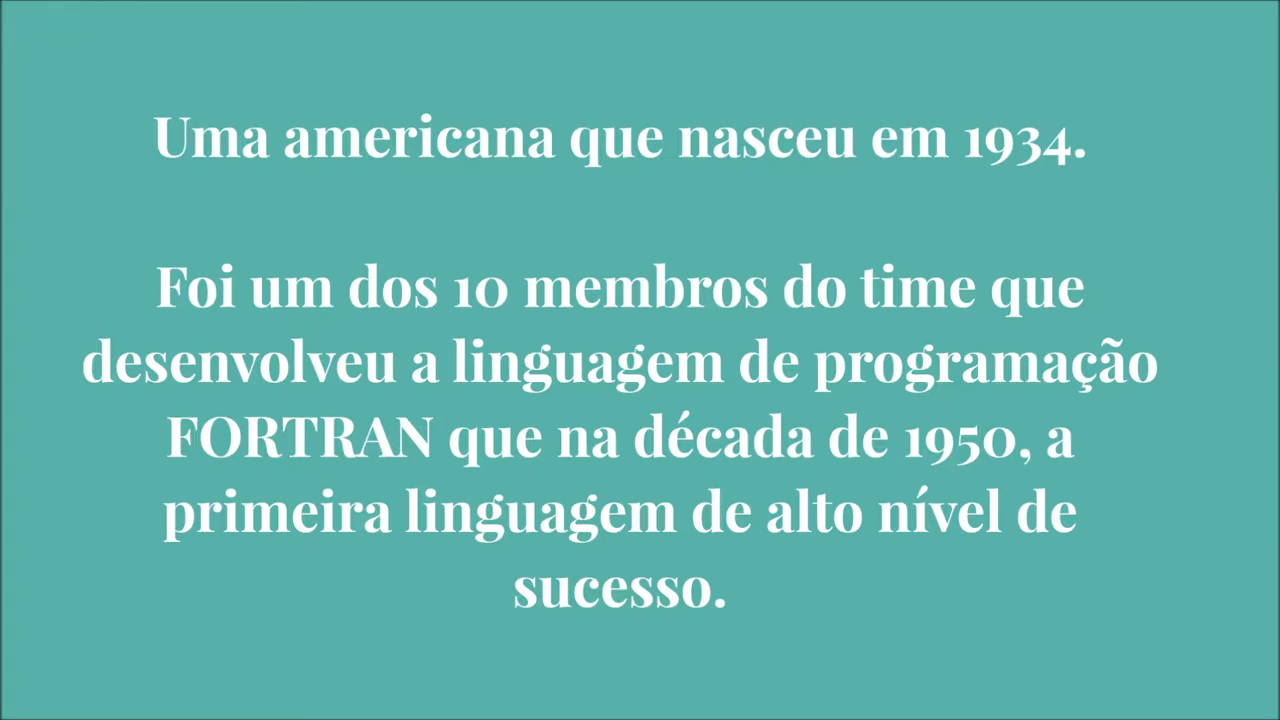 Uma americana que nasceu em 1934.
Foi um dos 10 membros do time que
desenvolveu a linguagem de programação
FORTRAN que na década de 1950, a
primeira linguagem de alto nível de
sucesso.